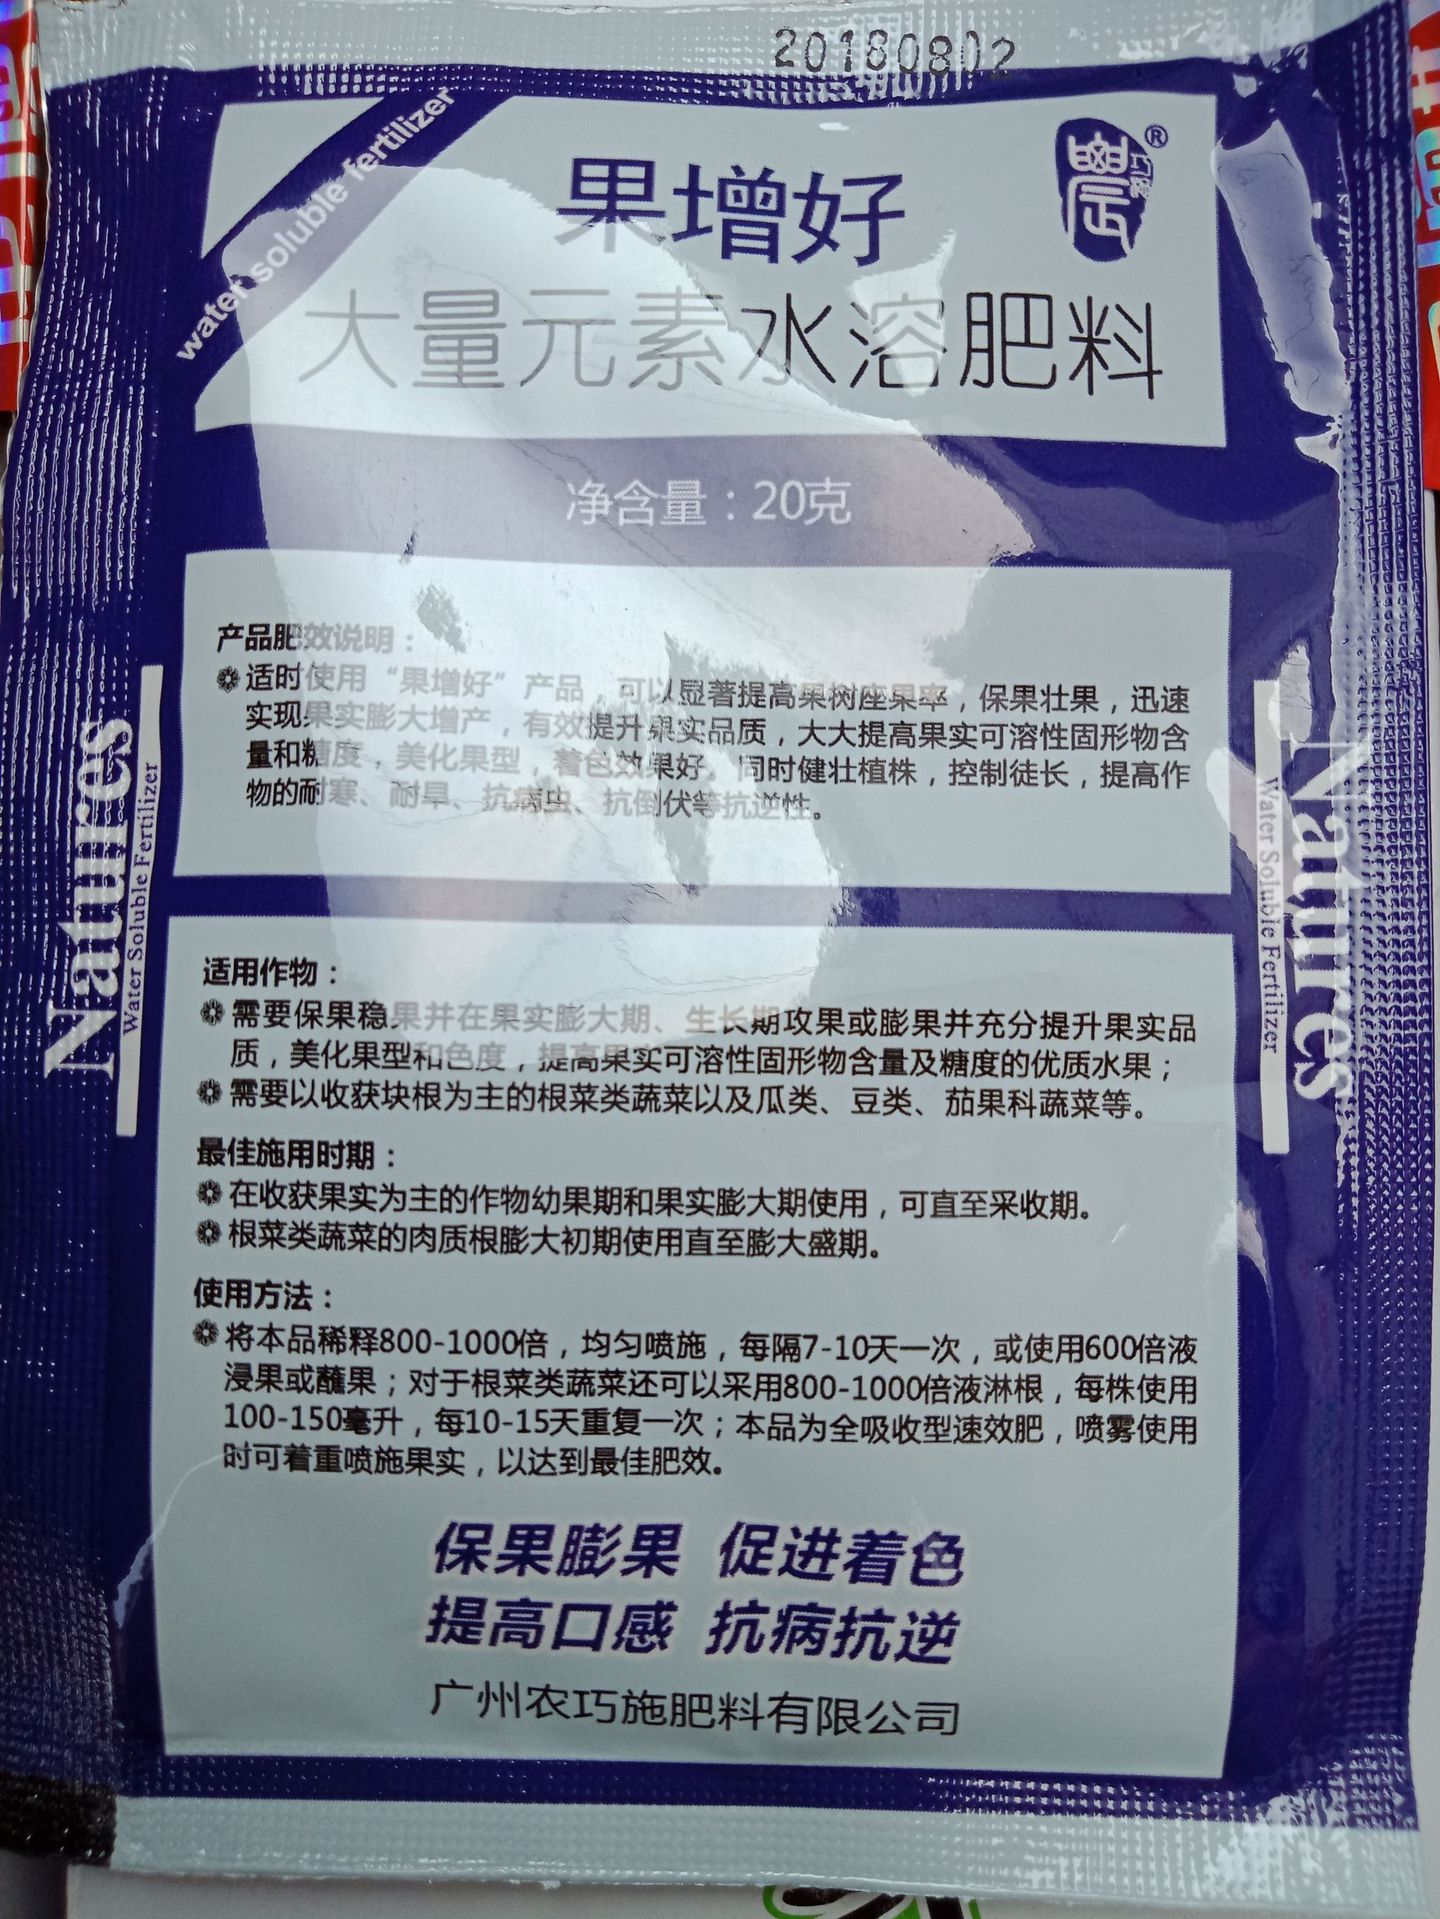 20180802
water soluble fertilizer
果增好
®
大量元素水溶肥料
净含量：20克
产品肥效说明：
适时使用“果增好”产品，可以显著提高果树座果率，保果壮果，迅速
实现果实膨大增产，有效提升果实品质，大大提高果实可溶性固形物含
量和糖度，美化果型，着色效果好，同时健壮植株，控制徒长，提高作
物的耐寒、耐旱、抗病虫、抗倒伏等抗逆性。
适用作物：
需要保果稳果并在果实膨大期、生长期攻果或膨果并充分提升果实品
质，美化果型和色度，提高果实可溶性固形物含量及糖度的优质水果；
需要以收获块根为主的根菜类蔬菜以及瓜类、豆类、茄果科蔬菜等。
最佳施用时期：
在收获果实为主的作物幼果期和果实膨大期使用，可直至采收期。
根菜类蔬菜的肉质根膨大初期使用直至膨大盛期。
使用方法：
将本品稀释800-1000倍，均匀喷施，每隔7-10天一次，或使用600倍液
浸果或蘸果；对于根菜类蔬菜还可以采用800-1000倍液淋根，每株使用
100-150毫升，每10-15天重复一次；本品为全吸收型速效肥，喷雾使用
时可着重喷施果实，以达到最佳肥效。
保果膨果 促进着色
提高口感 抗病抗逆
广州农巧施肥料有限公司
Natures
Water Soluble Fertilizer
Natures
Water Soluble Fertilizer